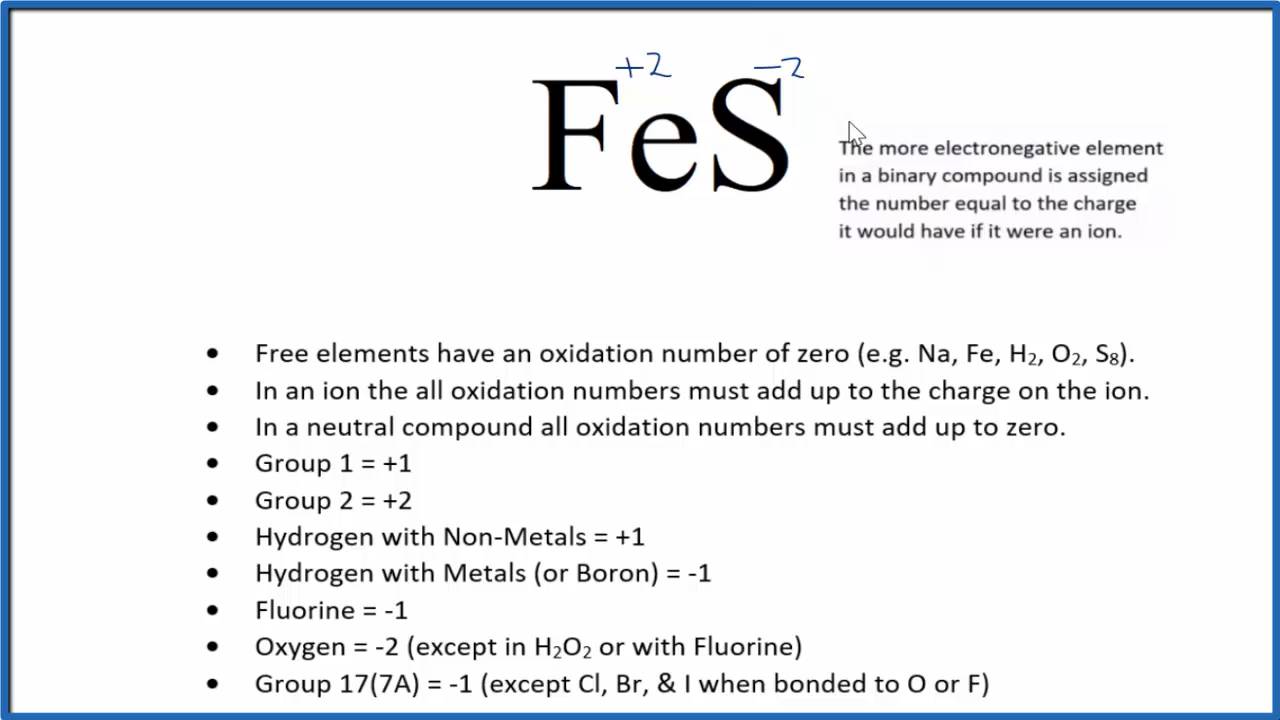 +2 -2
FeS
The more electronegative element
in a binary compound is assigned
the number equal to the charge
it would have if it were an ion.
• Free elements have an oxidation number of zero (e.g. Na, Fe, H₂, O₂, S₈).
• In an ion the all oxidation numbers must add up to the charge on the ion.
• In a neutral compound all oxidation numbers must add up to zero.
• Group 1 = +1
• Group 2 = +2
• Hydrogen with Non-Metals = +1
• Hydrogen with Metals (or Boron) = -1
• Fluorine = -1
• Oxygen = -2 (except in H₂O₂ or with Fluorine)
• Group 17(7A) = -1 (except Cl, Br, & I when bonded to O or F)